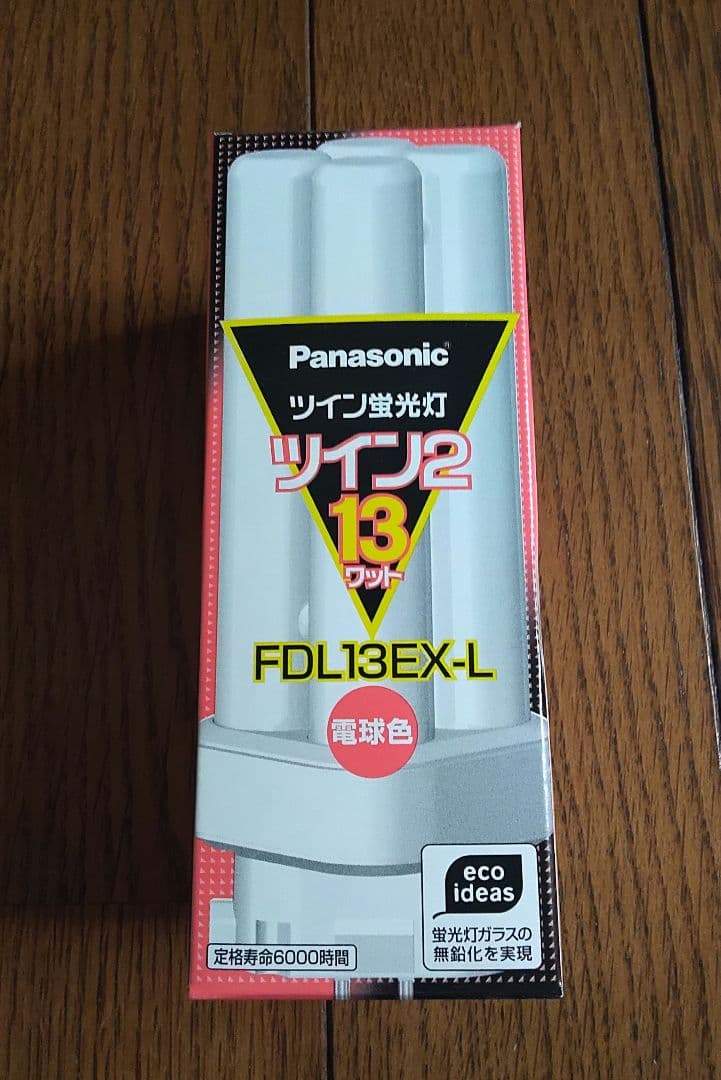 Panasonic
ツイン蛍光灯
ツイン2
13
ワット
FDL13EX-L
電球色
eco
ideas
蛍光灯ガラスの
無鉛化を実現
定格寿命6000時間